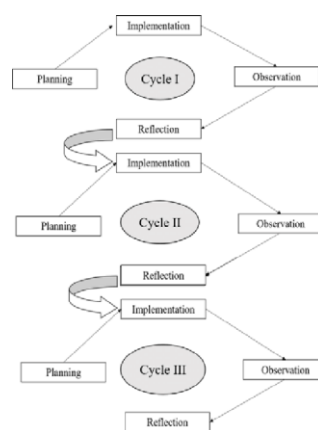 Implementation
Planning
Cycle I
Observation
Reflection
Implementation
Planning
Cycle II
Observation
Reflection
Implementation
Planning
Cycle III
Observation
Reflection